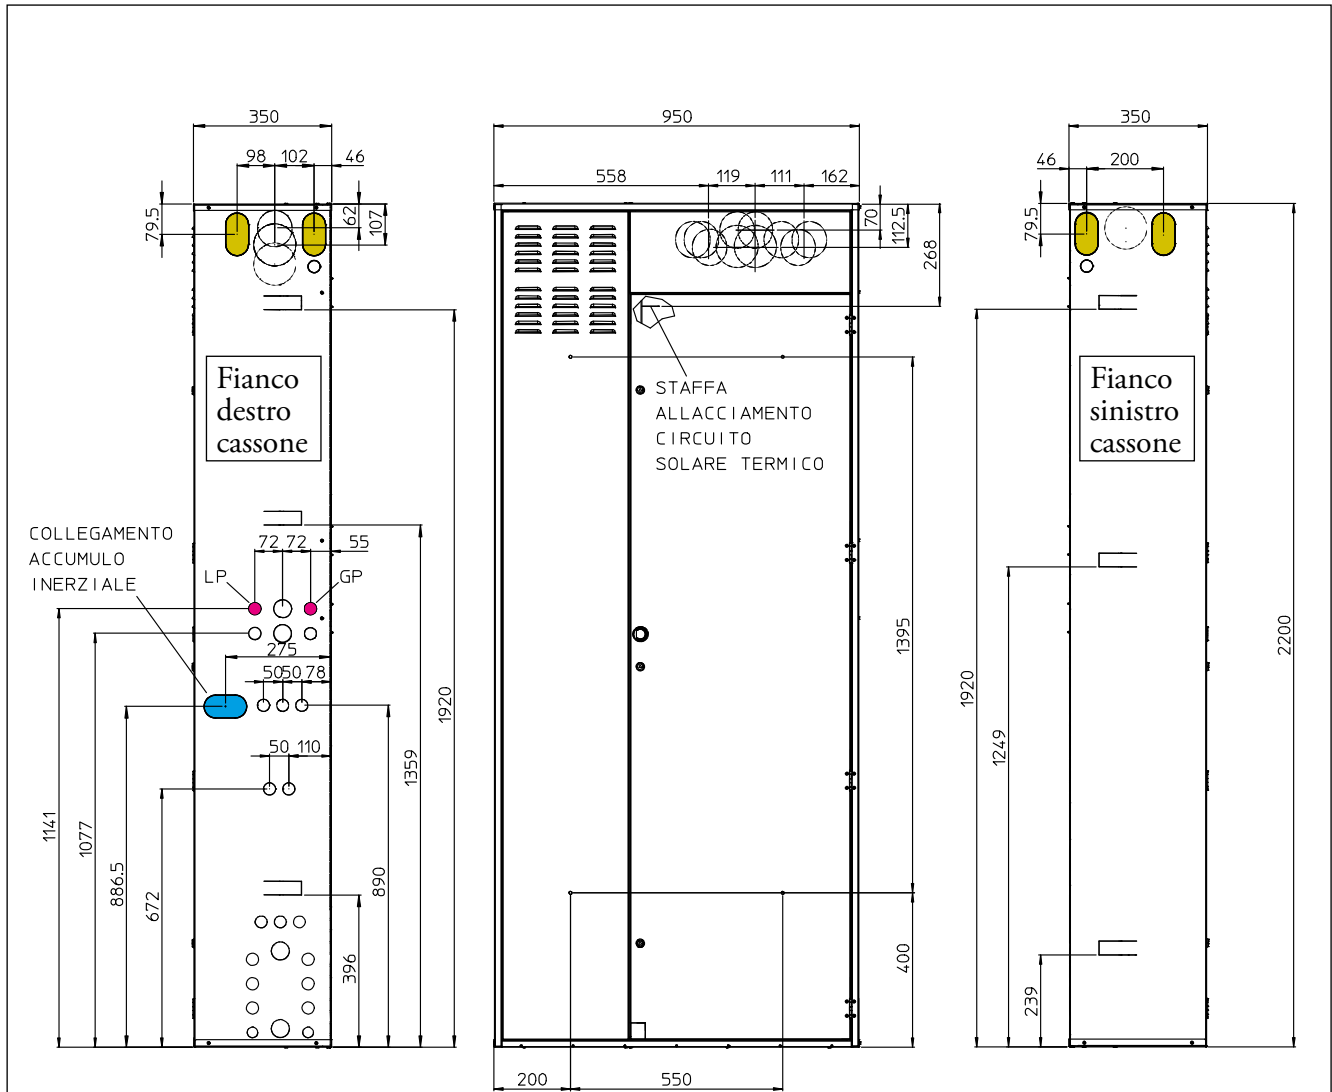 350
98
102
46
79.5
62
107
Fianco
destro
cassone
COLLEGAMENTO
ACCUMULO
INERZIALE
72
72
55
LP
GP
275
50
50
78
50
110
1141
1077
886.5
672
396
890
1359
1920
950
558
119
111
162
70
112.5
268
STAFFA
ALLACCIAMENTO
CIRCUITO
SOLARE TERMICO
1395
400
200
550
350
46
200
79.5
Fianco
sinistro
cassone
1920
1249
239
2200